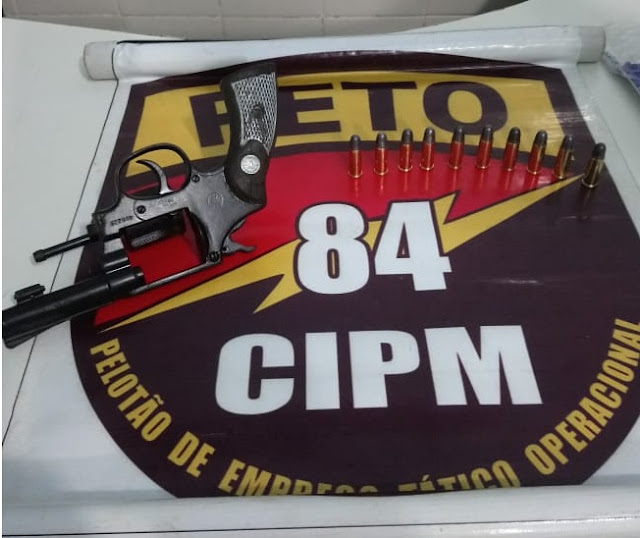 PETO
84
CIPM
PELOTÃO DE EMPREGO TÁTICO OPERACIONAL